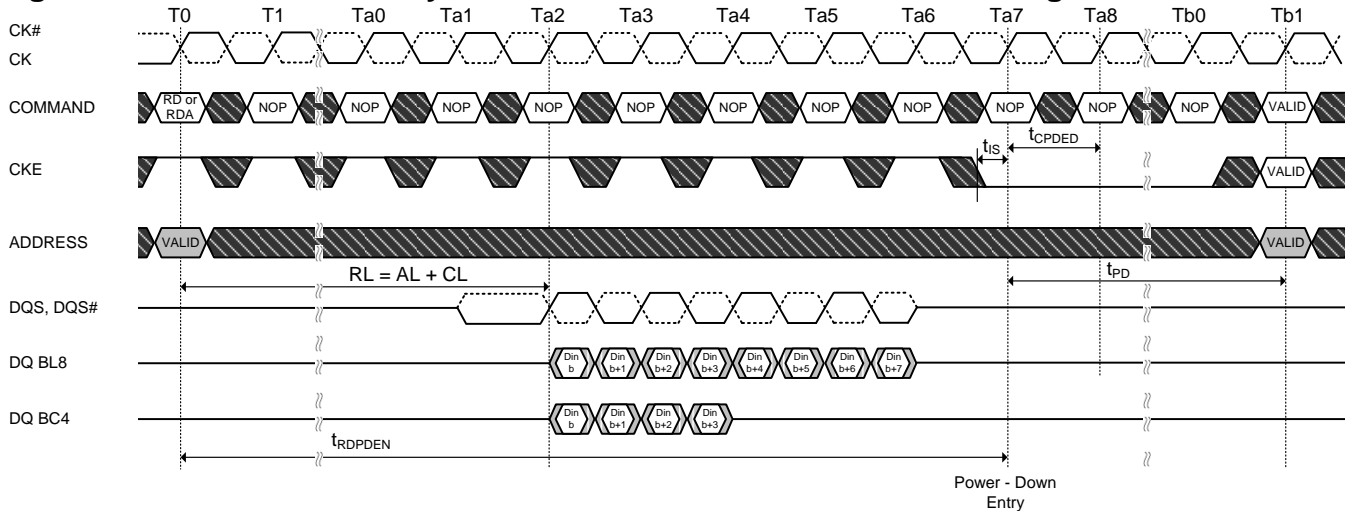 T0 T1 Ta0 Ta1 Ta2 Ta3 Ta4 Ta5 Ta6 Ta7 Ta8 Tb0 Tb1
CK#
CK
COMMAND RD or RDA NOP NOP NOP NOP NOP NOP NOP NOP NOP NOP NOP VALID
tIS tCPDED
CKE VALID
ADDRESS VALID VALID
RL = AL + CL tPD
DQS, DQS#
DQ BL8 Din b Din b+1 Din b+2 Din b+3 Din b+4 Din b+5 Din b+6 Din b+7
DQ BC4 Din b Din b+1 Din b+2 Din b+3
tRDPDEN
Power - Down
Entry